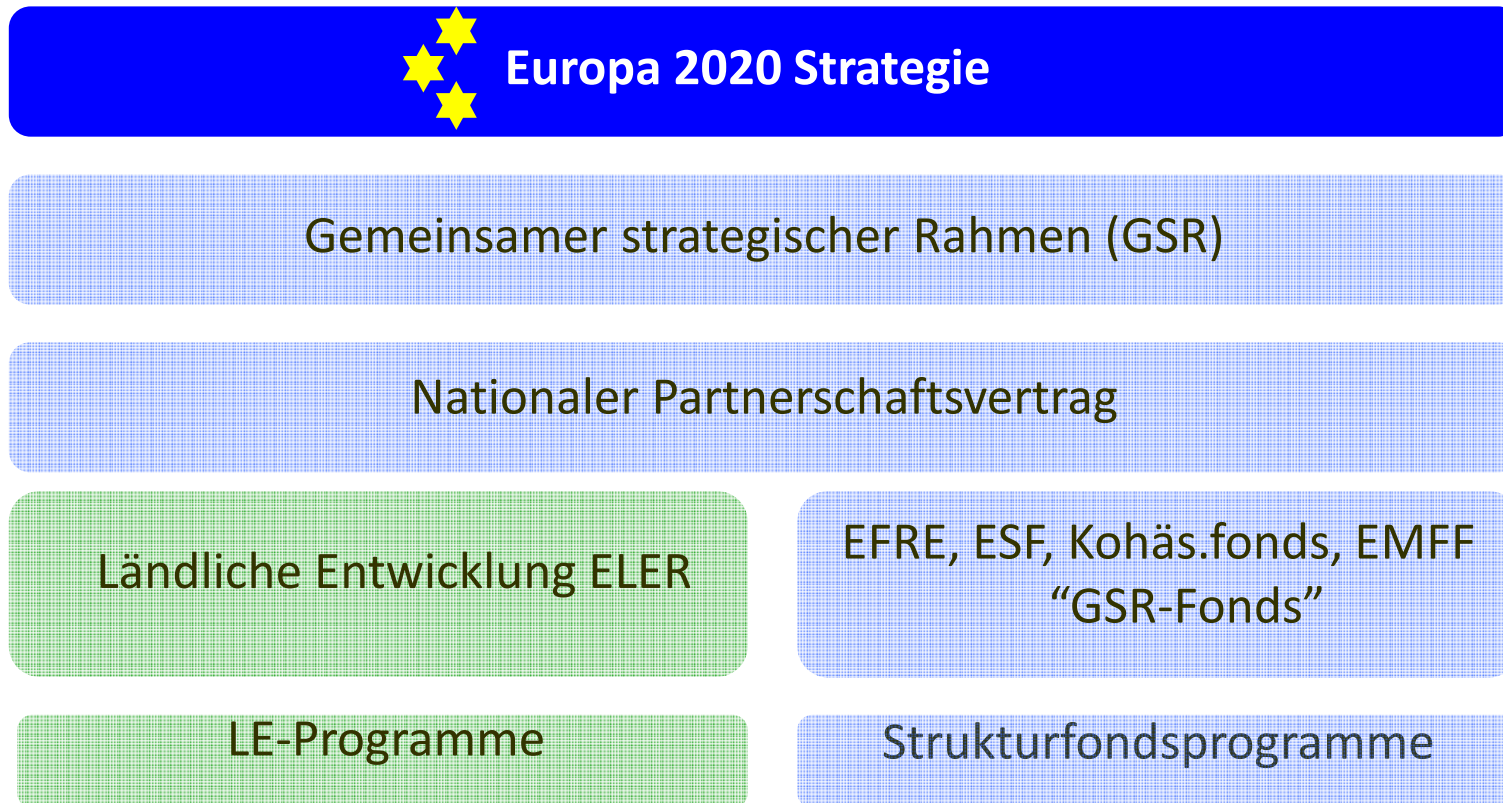 Europa 2020 Strategie
Gemeinsamer strategischer Rahmen (GSR)
Nationaler Partnerschaftsvertrag
Ländliche Entwicklung ELER
EFRE, ESF, Kohäs.fonds, EMFF
“GSR-Fonds”
LE-Programme
Strukturfondsprogramme